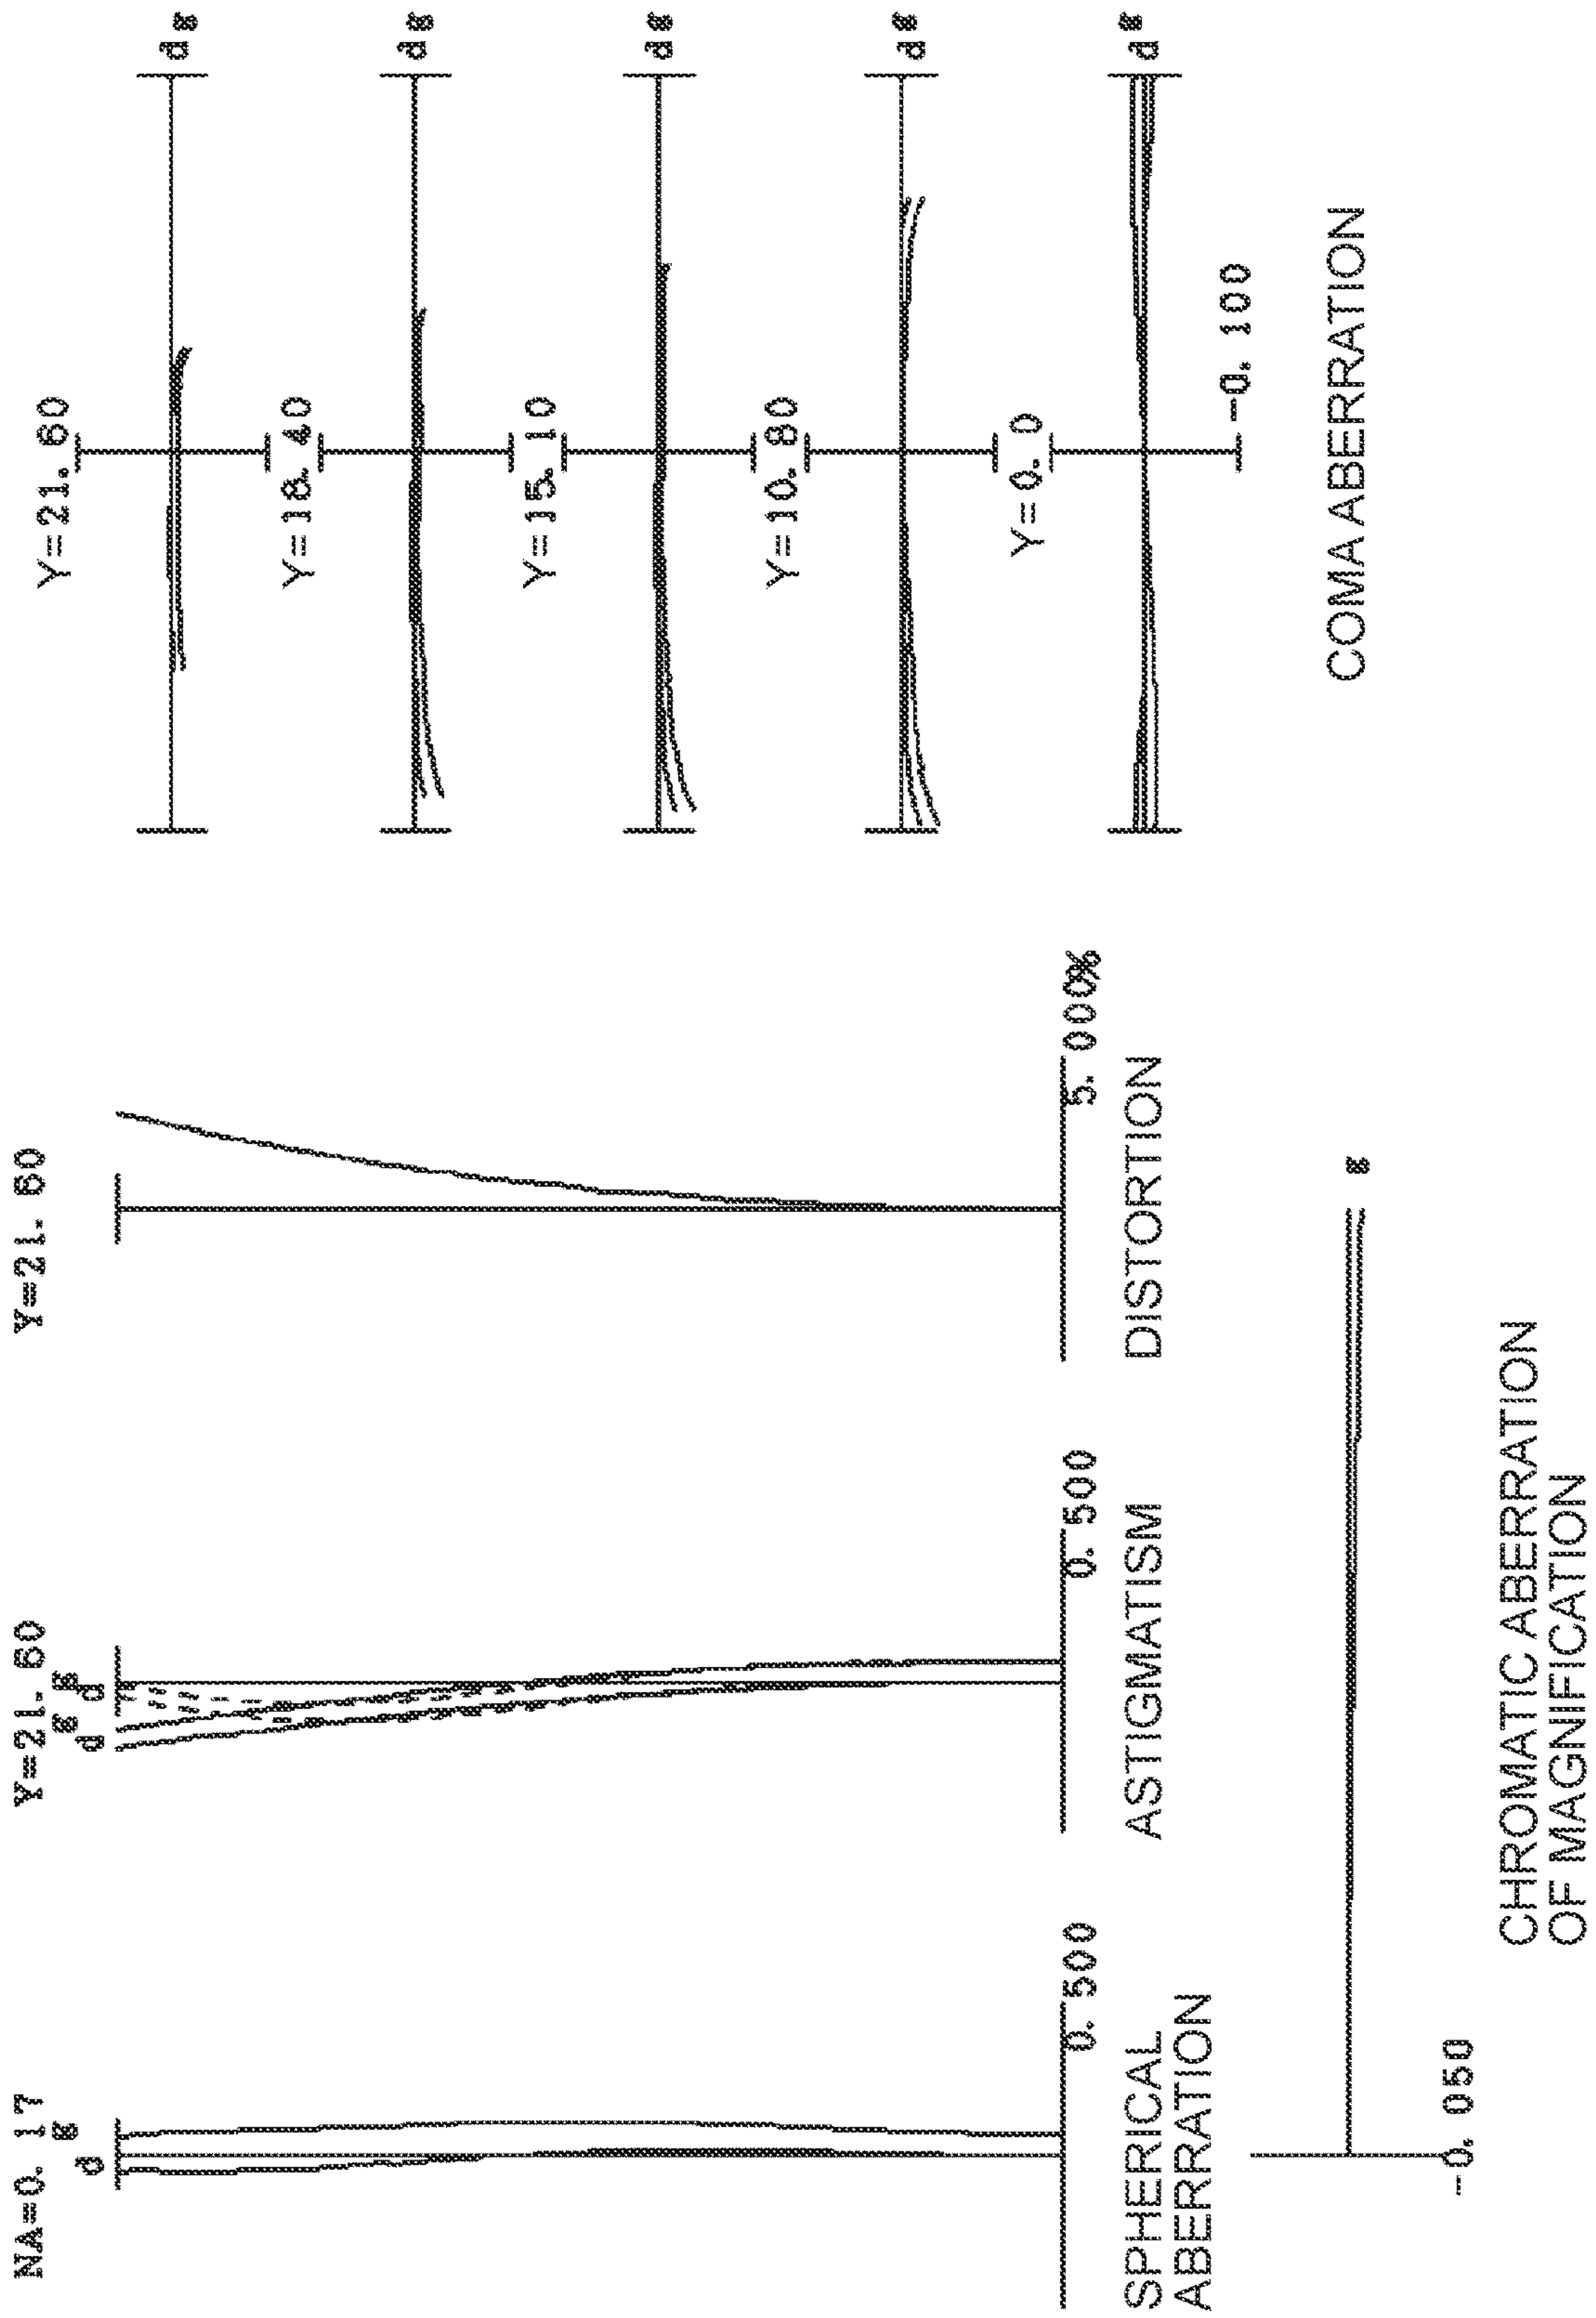 NA=0. 17
d
g
0. 500
SPHERICAL
ABERRATION
Y=21. 60
d
g
d
g
0. 500
ASTIGMATISM
Y=21. 60
5. 000%
DISTORTION
Y=21. 60
d g
Y=18. 40
d g
Y=15. 10
d g
Y=10. 80
d g
Y=0. 0
d g
-0. 100
COMA ABERRATION
g
-0. 050
CHROMATIC ABERRATION
OF MAGNIFICATION